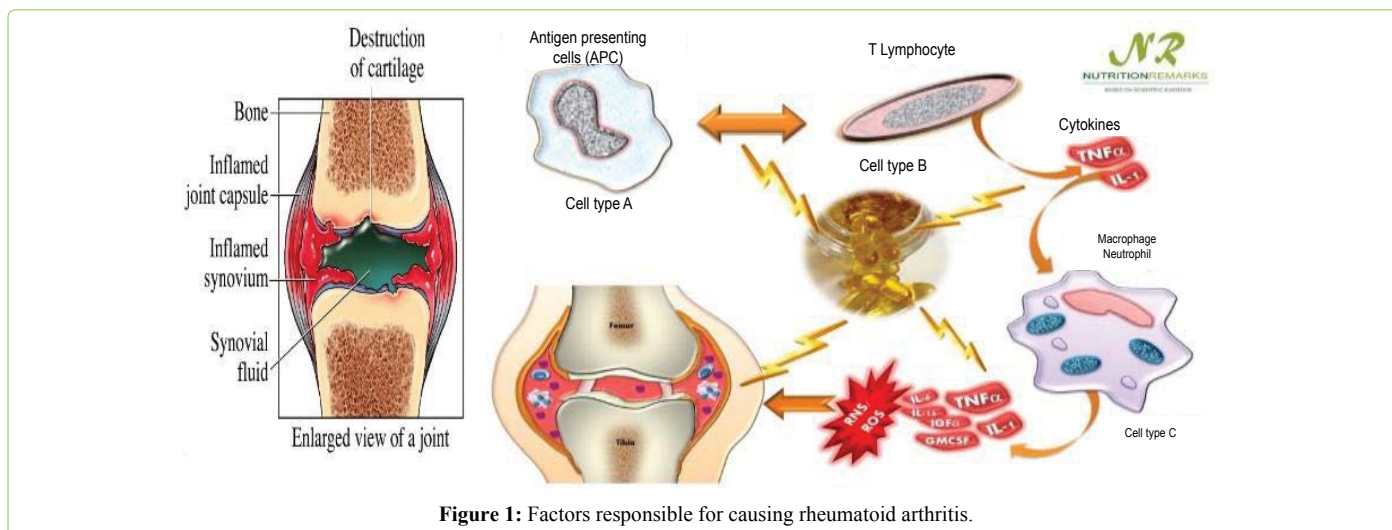 Destruction
of cartilage
Bone
Inflamed
joint capsule
Inflamed
synovium
Synovial
fluid
Enlarged view of a joint
Antigen presenting
cells (APC)
Cell type A
T Lymphocyte
Cell type B
NR
NUTRITIONREMARKS
Cytokines
TNFα
IL-1
Macrophage
Neutrophil
Cell type C
Femur
Tibia
RNS,
ROS
TNFα
IGFα
IL-1
GMCSF
Figure 1: Factors responsible for causing rheumatoid arthritis.